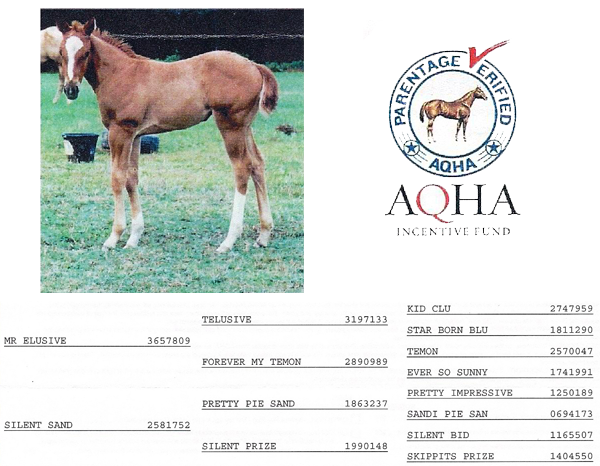 PARENTAGE VERIFIED
AQHA
AQHA
INCENTIVE FUND
KID CLU 2747959
TELUSIVE 3197133
STAR BORN BLU 1811290
MR ELUSIVE 3657809
TEMON 2570047
FOREVER MY TEMON 2890989
EVER SO SUNNY 1741991
PRETTY IMPRESSIVE 1250189
PRETTY PIE SAND 1863237
SANDI PIE SAN 0694173
SILENT SAND 2581752
SILENT BID 1165507
SILENT PRIZE 1990148
SKIPPITS PRIZE 1404550